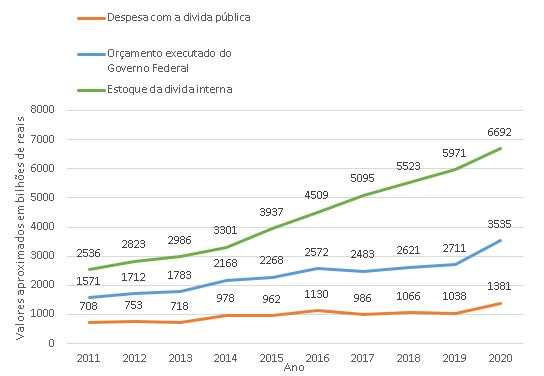 Despesa com a divida pública
Orçamento executado do
Governo Federal
Estoque da divida interna
Valores aproximados em bilhões de reais
8000
7000
6000
5000
4000
3000
2000
1000
0
2536 2823 2986 3301 3937 4509 5095 5523 5971 6692
1571 1712 1783 2168 2268 2572 2483 2621 2711 3535
708 753 718 978 962 1130 986 1066 1038 1381
2011 2012 2013 2014 2015 2016 2017 2018 2019 2020
Ano